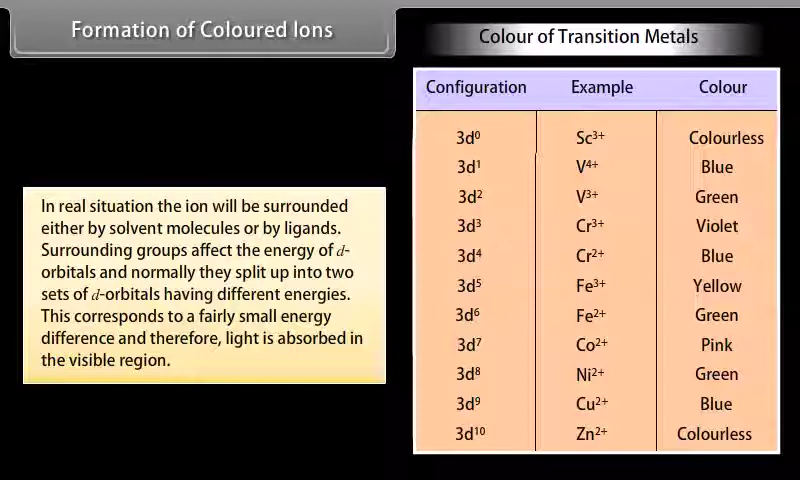 Formation of Coloured Ions
Colour of Transition Metals
In real situation the ion will be surrounded
either by solvent molecules or by ligands.
Surrounding groups affect the energy of d-
orbitals and normally they split up into two
sets of d-orbitals having different energies.
This corresponds to a fairly small energy
difference and therefore, light is absorbed in
the visible region.
Configuration Example Colour
3d⁰ Sc³⁺ Colourless
3d¹ V⁴⁺ Blue
3d² V³⁺ Green
3d³ Cr³⁺ Violet
3d⁴ Cr²⁺ Blue
3d⁵ Fe³⁺ Yellow
3d⁶ Fe²⁺ Green
3d⁷ Co²⁺ Pink
3d⁸ Ni²⁺ Green
3d⁹ Cu²⁺ Blue
3d¹⁰ Zn²⁺ Colourless